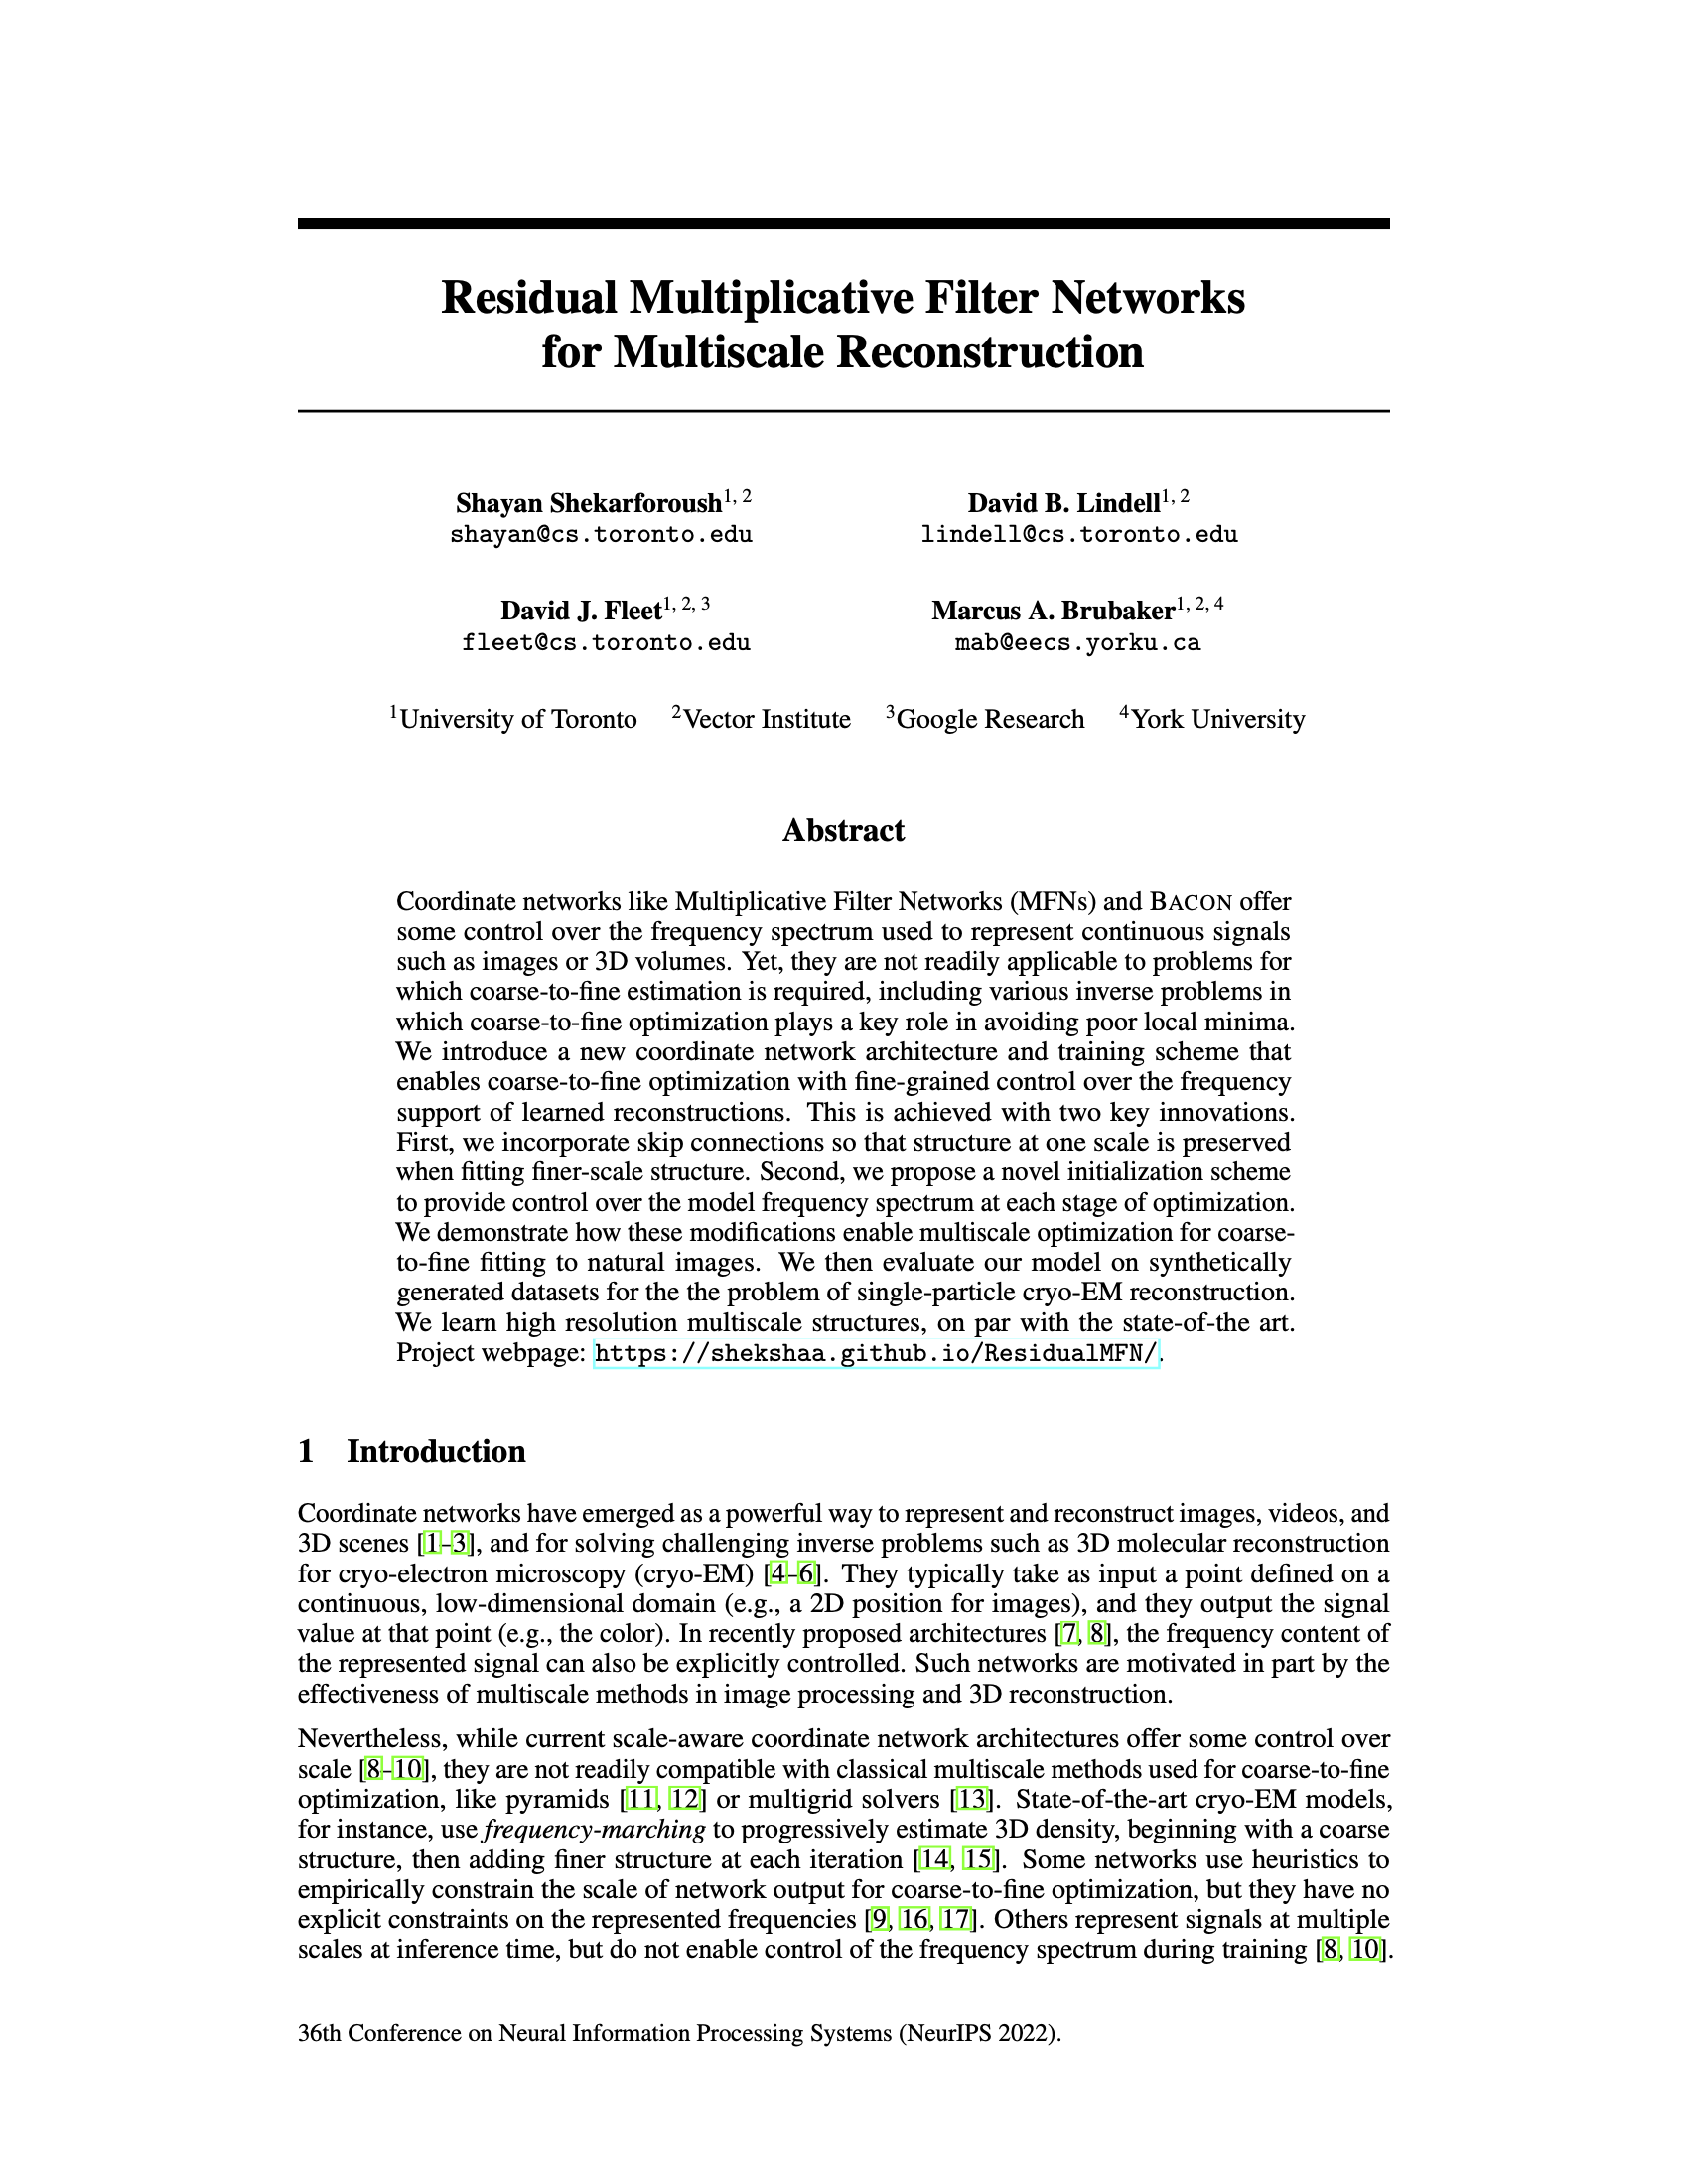 Residual Multiplicative Filter Networks
for Multiscale Reconstruction
Shayan Shekarforoush1, 2
shayan@cs.toronto.edu
David B. Lindell1, 2
lindell@cs.toronto.edu
David J. Fleet1, 2, 3
fleet@cs.toronto.edu
Marcus A. Brubaker1, 2, 4
mab@eecs.yorku.ca
1University of Toronto 2Vector Institute 3Google Research 4York University
Abstract
Coordinate networks like Multiplicative Filter Networks (MFNs) and BACON offer
some control over the frequency spectrum used to represent continuous signals
such as images or 3D volumes. Yet, they are not readily applicable to problems for
which coarse-to-fine estimation is required, including various inverse problems in
which coarse-to-fine optimization plays a key role in avoiding poor local minima.
We introduce a new coordinate network architecture and training scheme that
enables coarse-to-fine optimization with fine-grained control over the frequency
support of learned reconstructions. This is achieved with two key innovations.
First, we incorporate skip connections so that structure at one scale is preserved
when fitting finer-scale structure. Second, we propose a novel initialization scheme
to provide control over the model frequency spectrum at each stage of optimization.
We demonstrate how these modifications enable multiscale optimization for coarse-
to-fine fitting to natural images. We then evaluate our model on synthetically
generated datasets for the the problem of single-particle cryo-EM reconstruction.
We learn high resolution multiscale structures, on par with the state-of-the art.
Project webpage: https://shekshaa.github.io/ResidualMFN/.
1 Introduction
Coordinate networks have emerged as a powerful way to represent and reconstruct images, videos, and
3D scenes [1–3], and for solving challenging inverse problems such as 3D molecular reconstruction
for cryo-electron microscopy (cryo-EM) [4–6]. They typically take as input a point defined on a
continuous, low-dimensional domain (e.g., a 2D position for images), and they output the signal
value at that point (e.g., the color). In recently proposed architectures [7, 8], the frequency content of
the represented signal can also be explicitly controlled. Such networks are motivated in part by the
effectiveness of multiscale methods in image processing and 3D reconstruction.
Nevertheless, while current scale-aware coordinate network architectures offer some control over
scale [8–10], they are not readily compatible with classical multiscale methods used for coarse-to-fine
optimization, like pyramids [11, 12] or multigrid solvers [13]. State-of-the-art cryo-EM models,
for instance, use frequency-marching to progressively estimate 3D density, beginning with a coarse
structure, then adding finer structure at each iteration [14, 15]. Some networks use heuristics to
empirically constrain the scale of network output for coarse-to-fine optimization, but they have no
explicit constraints on the represented frequencies [9, 16, 17]. Others represent signals at multiple
scales at inference time, but do not enable control of the frequency spectrum during training [8, 10].
36th Conference on Neural Information Processing Systems (NeurIPS 2022).